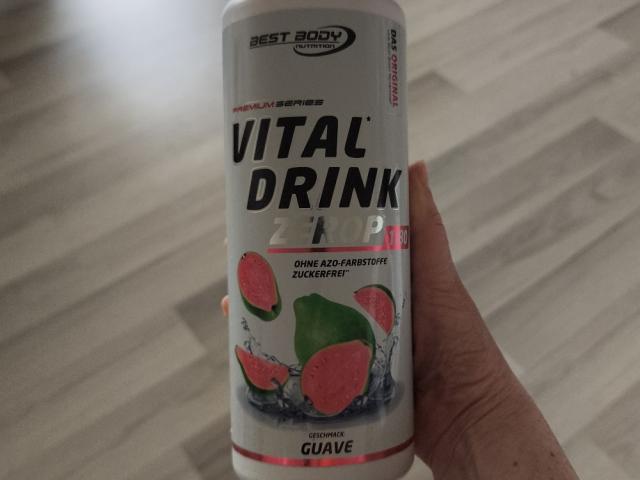 BEST BODY
NUTRITION
DAS ORIGINAL
PREMIUM SERIES
VITAL*
DRINK
ZEROP
OHNE AZO-FARBSTOFFE
ZUCKERFREI**
GESCHMACK:
GUAVE